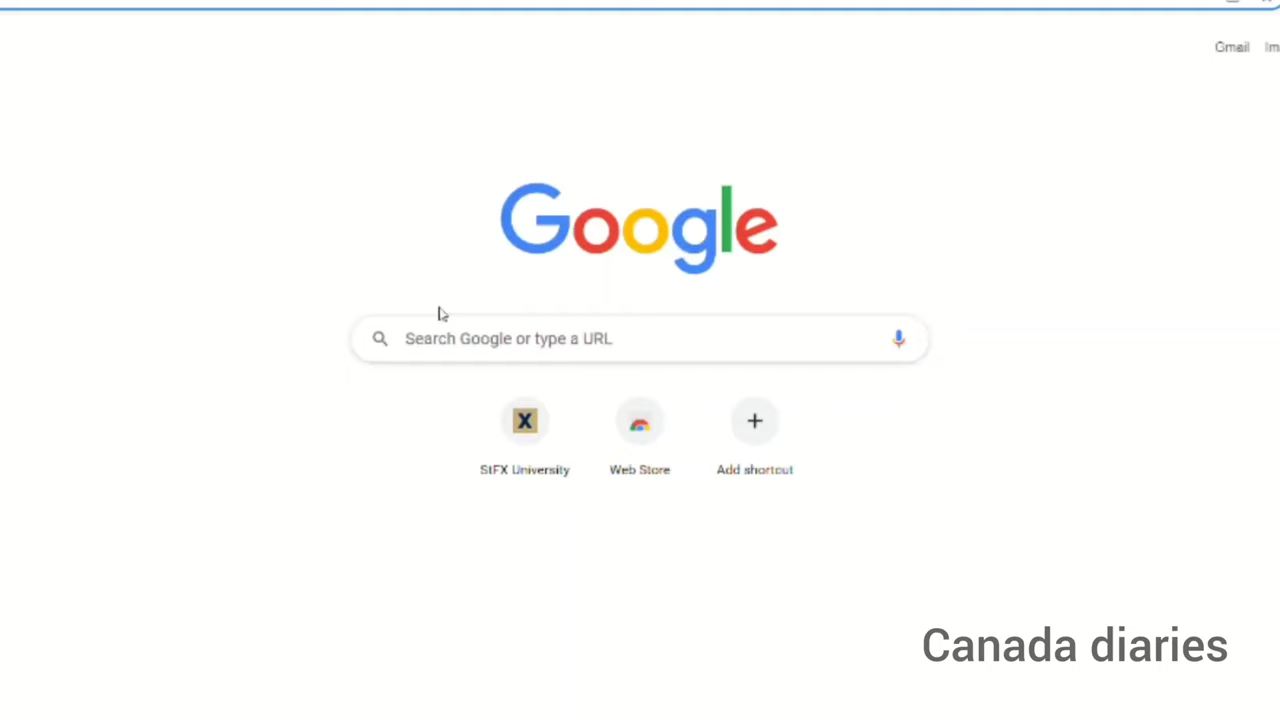 Gmail
Google
Search Google or type a URL
X
StFX University
Web Store
Add shortcut
Canada diaries